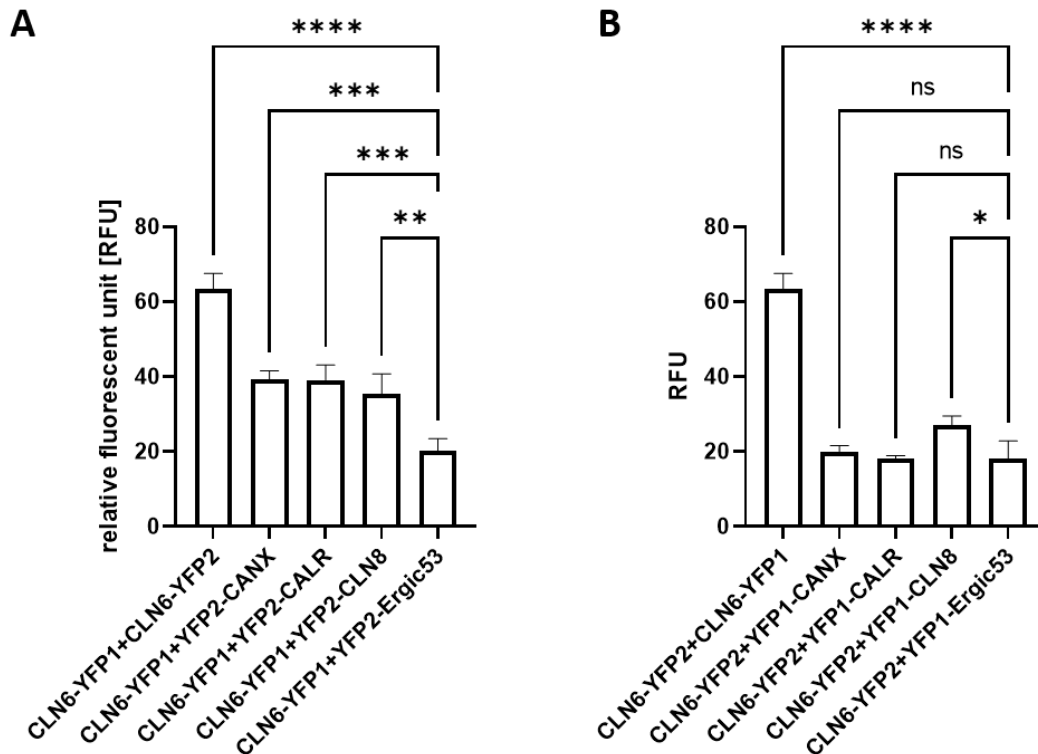 A
****
***
***
**
relative fluorescent unit [RFU]
80
60
40
20
0
CLN6-YFP1+CLN6-YFP2
CLN6-YFP1+YFP2-CANX
CLN6-YFP1+YFP2-CALR
CLN6-YFP1+YFP2-CLN8
CLN6-YFP1+YFP2-Ergic53
B
****
ns
ns
*
RFU
80
60
40
20
0
CLN6-YFP2+CLN6-YFP1
CLN6-YFP2+YFP1-CANX
CLN6-YFP2+YFP1-CALR
CLN6-YFP2+YFP1-CLN8
CLN6-YFP2+YFP1-Ergic53